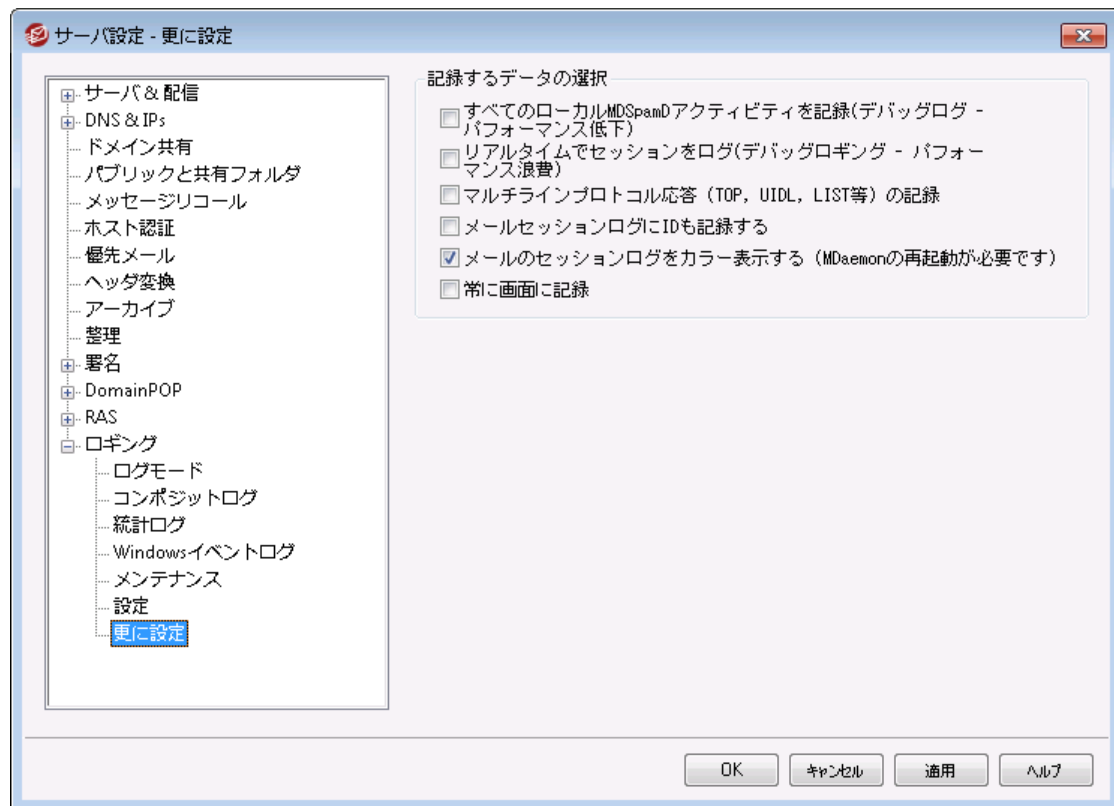 サーバ設定 - 更に設定
サーバ & 配信
DNS & IPs
ドメイン共有
パブリックと共有フォルダ
メッセージリコール
ホスト認証
優先メール
ヘッダ変換
アーカイブ
整理
署名
DomainPOP
RAS
ロギング
ログモード
コンポジットログ
統計ログ
Windowsイベントログ
メンテナンス
設定
更に設定
記録するデータの選択
すべてのローカルMDSpamDアクティビティを記録(デバッグログ -
パフォーマンス低下)
リアルタイムでセッションをログ(デバッグロギング - パフォー
マンス浪費)
マルチラインプロトコル応答（TOP, UIDL, LIST等）の記録
メールセッションログにIDも記録する
メールのセッションログをカラー表示する（MDaemonの再起動が必要です）
常に画面に記録
OK
キャンセル
適用
ヘルプ